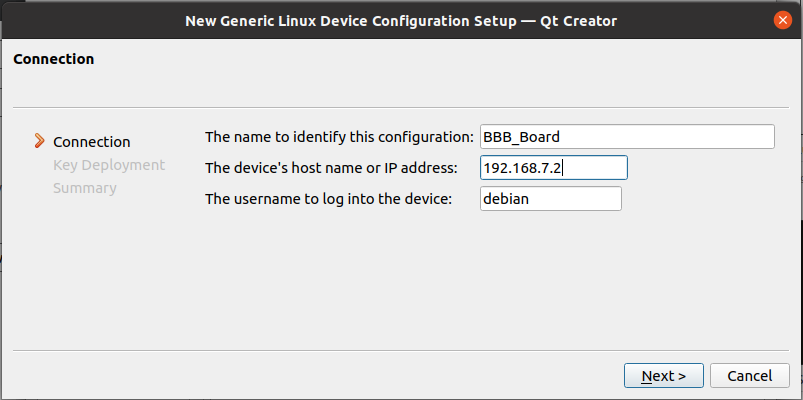 New Generic Linux Device Configuration Setup — Qt Creator
Connection
Connection
Key Deployment
Summary
The name to identify this configuration: BBB_Board
The device's host name or IP address: 192.168.7.2
The username to log into the device: debian
Next >
Cancel